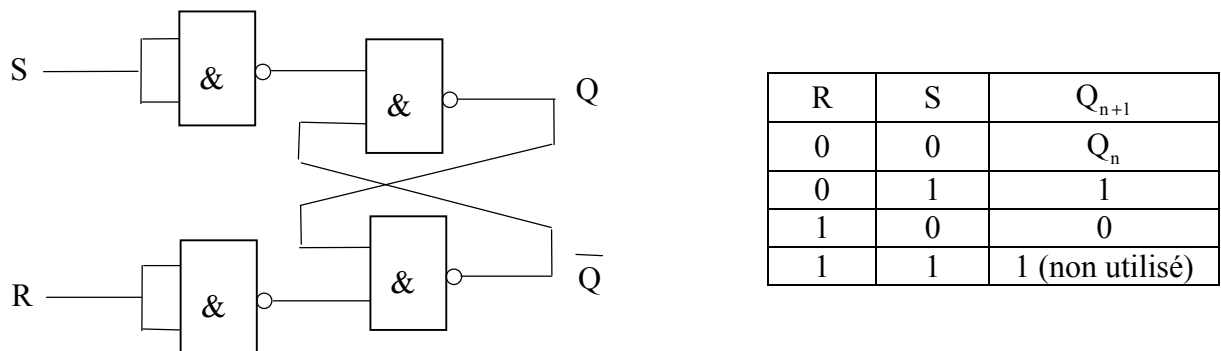 S
&
&
Q
R
&
&
Q̅
R S Qₙ₊₁
0 0 Qₙ
0 1 1
1 0 0
1 1 1 (non utilisé)